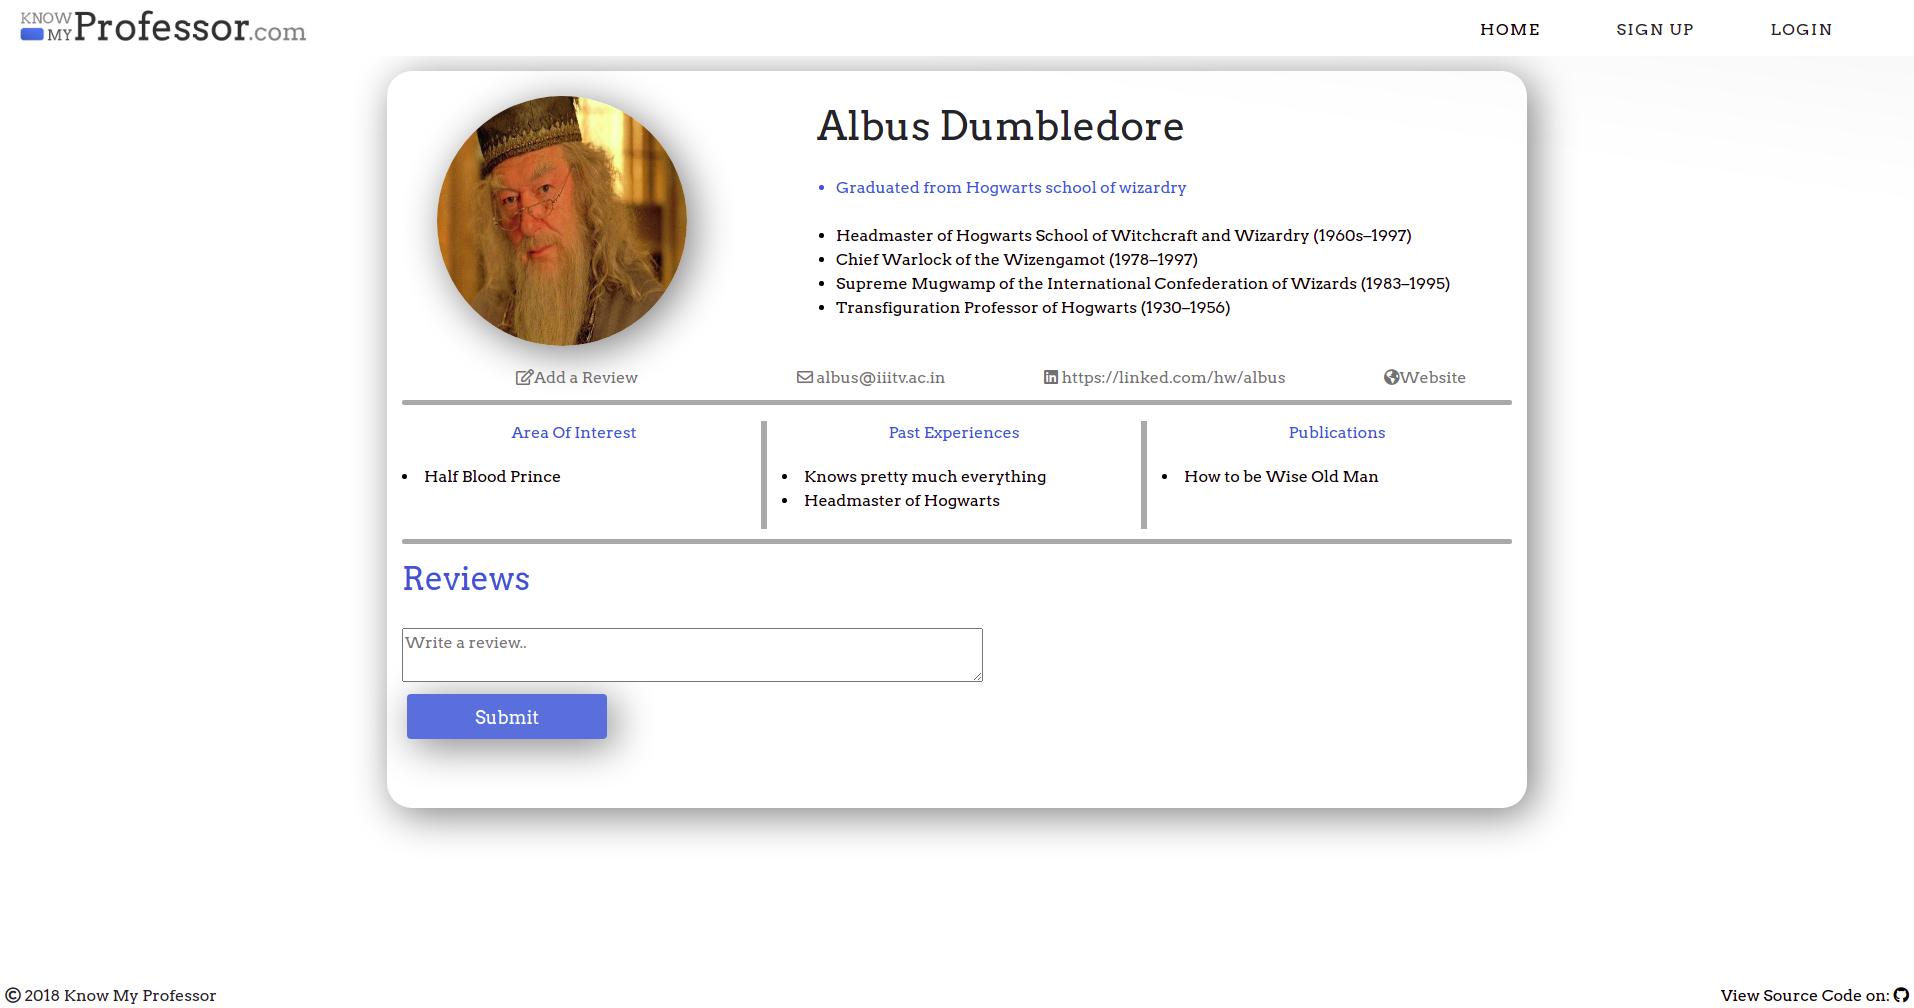 KNOW
MY Professor.com
HOME
SIGN UP
LOGIN
Albus Dumbledore
Graduated from Hogwarts school of wizardry
Headmaster of Hogwarts School of Witchcraft and Wizardry (1960s–1997)
Chief Warlock of the Wizengamot (1978–1997)
Supreme Mugwamp of the International Confederation of Wizards (1983–1995)
Transfiguration Professor of Hogwarts (1930–1956)
Add a Review
albus@iiitv.ac.in
https://linked.com/hw/albus
Website
Area Of Interest
Half Blood Prince
Past Experiences
Knows pretty much everything
Headmaster of Hogwarts
Publications
How to be Wise Old Man
Reviews
Write a review..
Submit
© 2018 Know My Professor
View Source Code on: